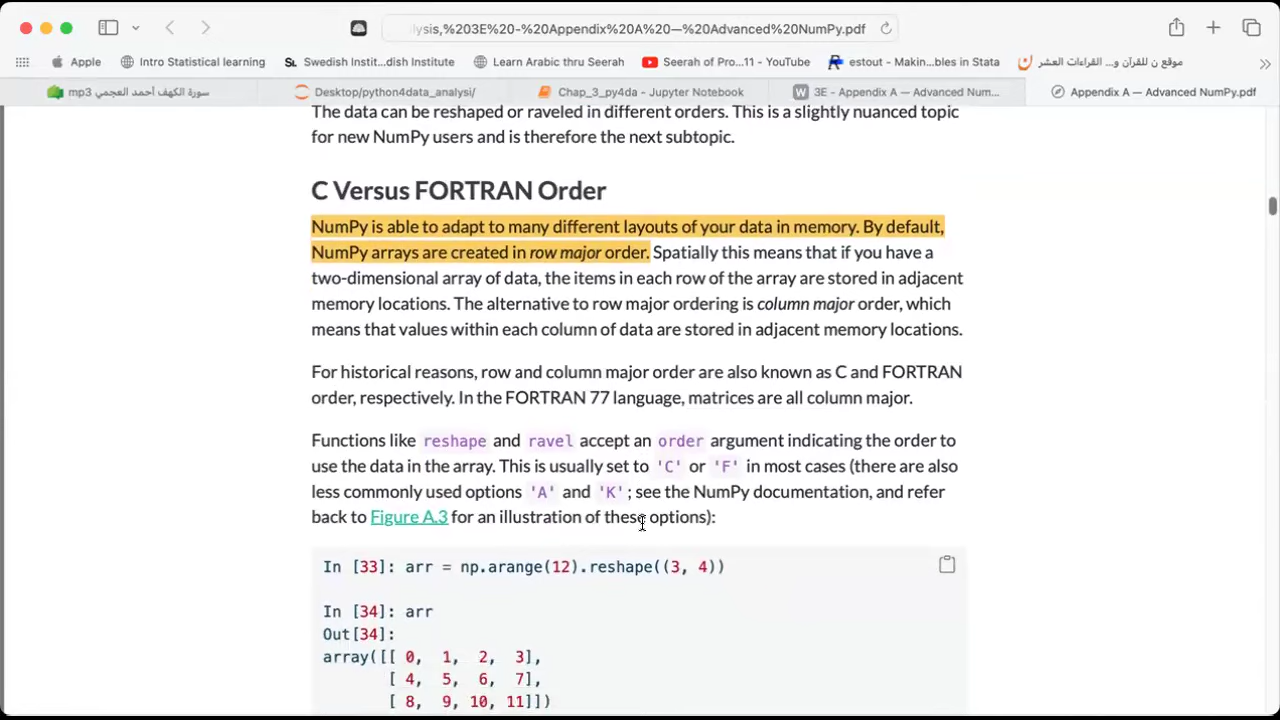 lysis,%203E%20-%20Appendix%20A%20—%20Advanced%20NumPy.pdf
Apple
Intro Statistical learning
SL Swedish Instit...dish Institute
Learn Arabic thru Seerah
Seerah of Pro...11 - YouTube
estout - Makin...bles in Stata
موقع ن للقرآن و... القراءات العشر
سورة الكهف أحمد العجمي mp3
Desktop/python4data_analysi/
Chap_3_py4da - Jupyter Notebook
W 3E - Appendix A — Advanced Num...
Appendix A — Advanced NumPy.pdf
The data can be reshaped or raveled in different orders. This is a slightly nuanced topic
for new NumPy users and is therefore the next subtopic.
C Versus FORTRAN Order
NumPy is able to adapt to many different layouts of your data in memory. By default,
NumPy arrays are created in row major order. Spatially this means that if you have a
two-dimensional array of data, the items in each row of the array are stored in adjacent
memory locations. The alternative to row major ordering is column major order, which
means that values within each column of data are stored in adjacent memory locations.
For historical reasons, row and column major order are also known as C and FORTRAN
order, respectively. In the FORTRAN 77 language, matrices are all column major.
Functions like reshape and ravel accept an order argument indicating the order to
use the data in the array. This is usually set to 'C' or 'F' in most cases (there are also
less commonly used options 'A' and 'K'; see the NumPy documentation, and refer
back to Figure A.3 for an illustration of these options):
In [33]: arr = np.arange(12).reshape((3, 4))
In [34]: arr
Out[34]:
array([[ 0, 1, 2, 3],
[ 4, 5, 6, 7],
[ 8, 9, 10, 11]])